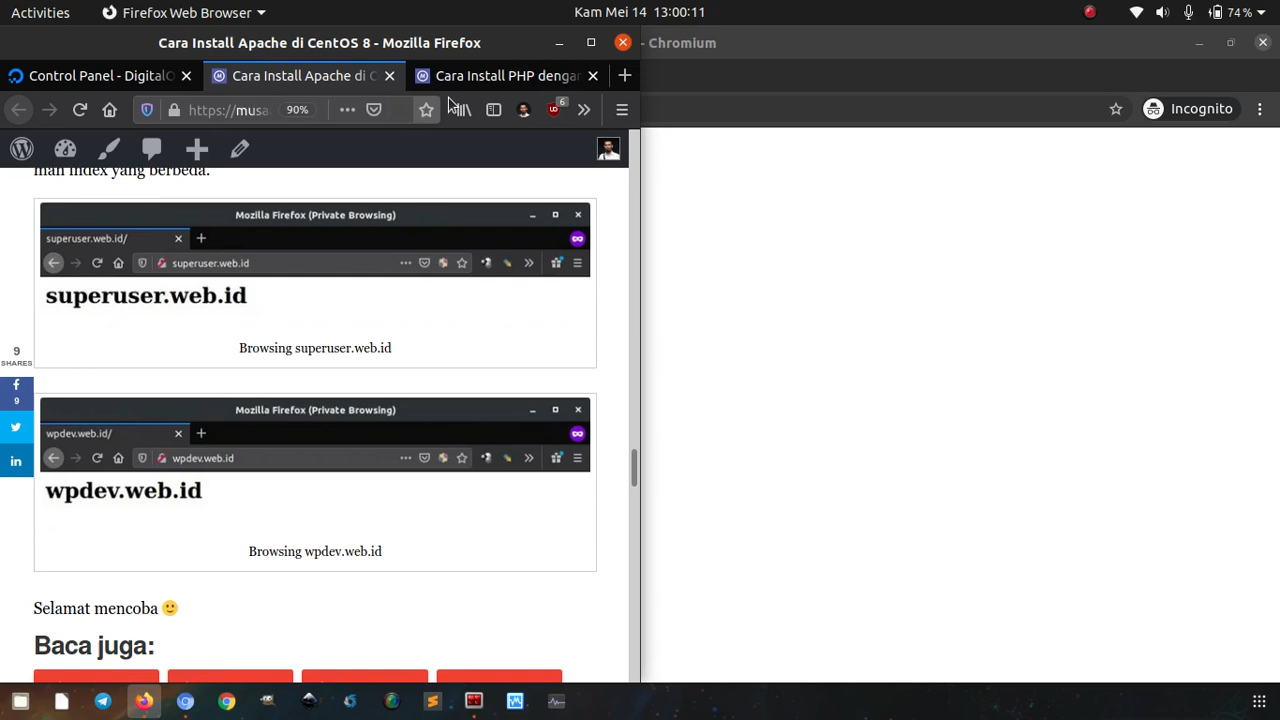 Activities
Firefox Web Browser
Kam Mei 14 13:00:11
74%
Cara Install Apache di CentOS 8 - Mozilla Firefox
- Chromium
Control Panel - DigitalO
Cara Install Apache di C
Cara Install PHP dengan
https://musa
90%
6
Incognito
man index yang berbeda.
Mozilla Firefox (Private Browsing)
superuser.web.id/
superuser.web.id
superuser.web.id
Browsing superuser.web.id
9
SHARES
9
Mozilla Firefox (Private Browsing)
wpdev.web.id/
wpdev.web.id
wpdev.web.id
Browsing wpdev.web.id
Selamat mencoba 🙂
Baca juga: